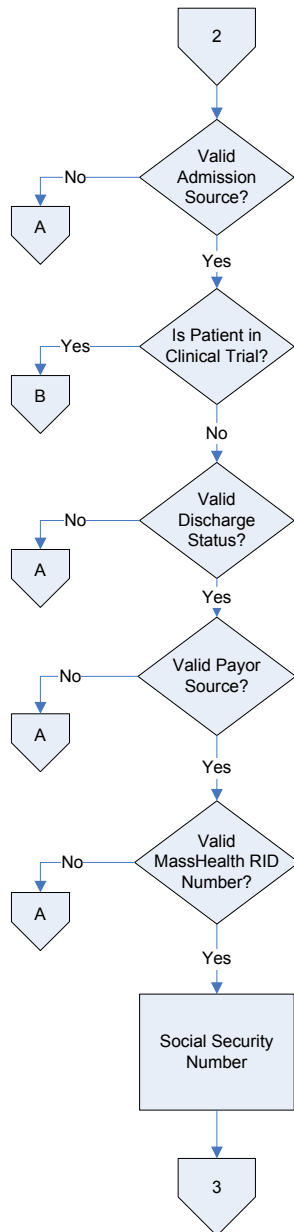 2
Valid
Admission
Source?
No
A
Yes
Is Patient in
Clinical Trial?
Yes
B
No
Valid
Discharge
Status?
No
A
Yes
Valid Payor
Source?
No
A
Yes
Valid
MassHealth RID
Number?
No
A
Yes
Social Security
Number
3